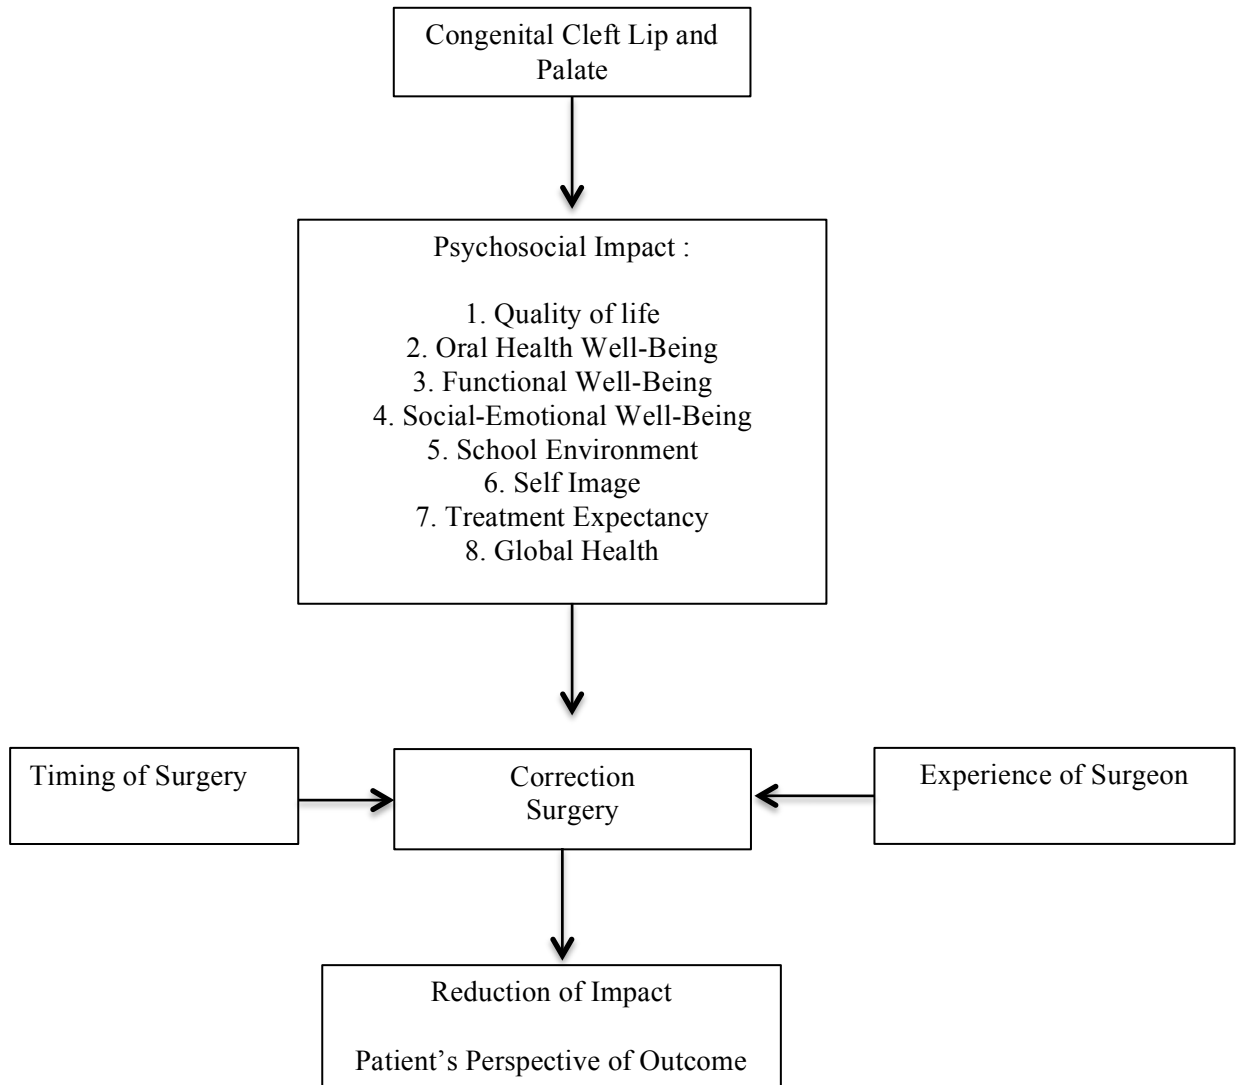 Congenital Cleft Lip and
Palate
Psychosocial Impact :
1. Quality of life
2. Oral Health Well-Being
3. Functional Well-Being
4. Social-Emotional Well-Being
5. School Environment
6. Self Image
7. Treatment Expectancy
8. Global Health
Timing of Surgery
Correction
Surgery
Experience of Surgeon
Reduction of Impact
Patient’s Perspective of Outcome